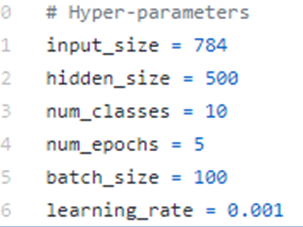 0 # Hyper-parameters
1 input_size = 784
2 hidden_size = 500
3 num_classes = 10
4 num_epochs = 5
5 batch_size = 100
6 learning_rate = 0.001